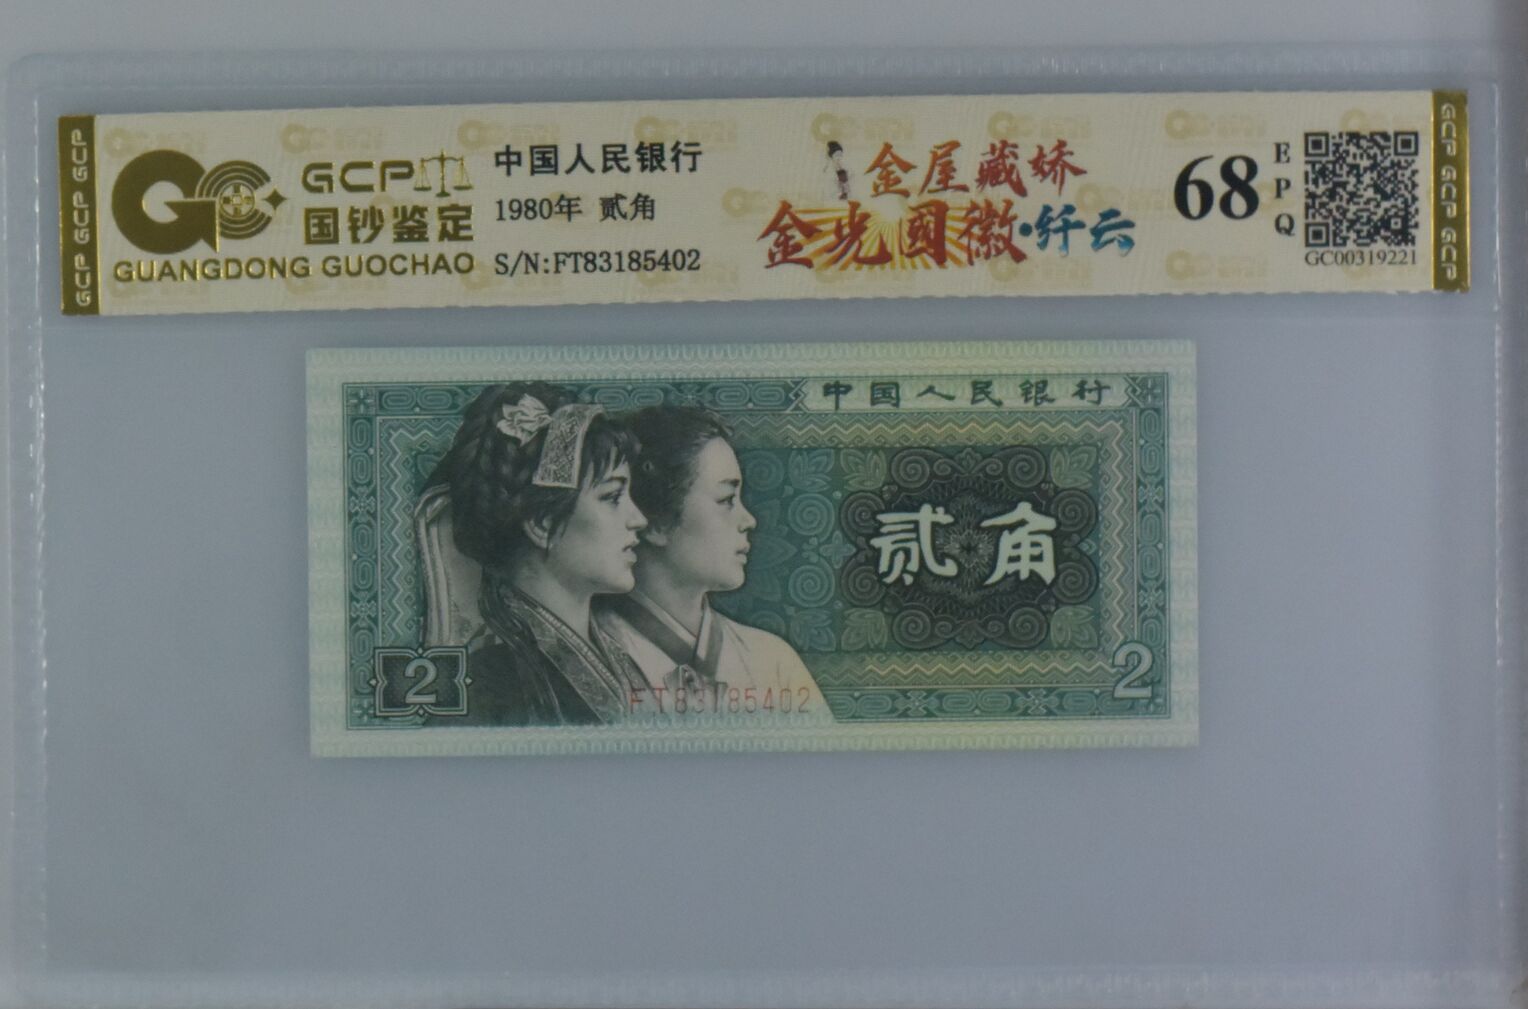 GCP GCP GCP
GCP
国钞鉴定
GUANGDONG GUOCHAO
中国人民银行
1980年 贰角
S/N:FT83185402
金屋藏娇
金光國徽·纤云
68
EPQ
GC00319221
GCP GCP GCP
中国人民银行
贰角
2
2
FT83185402